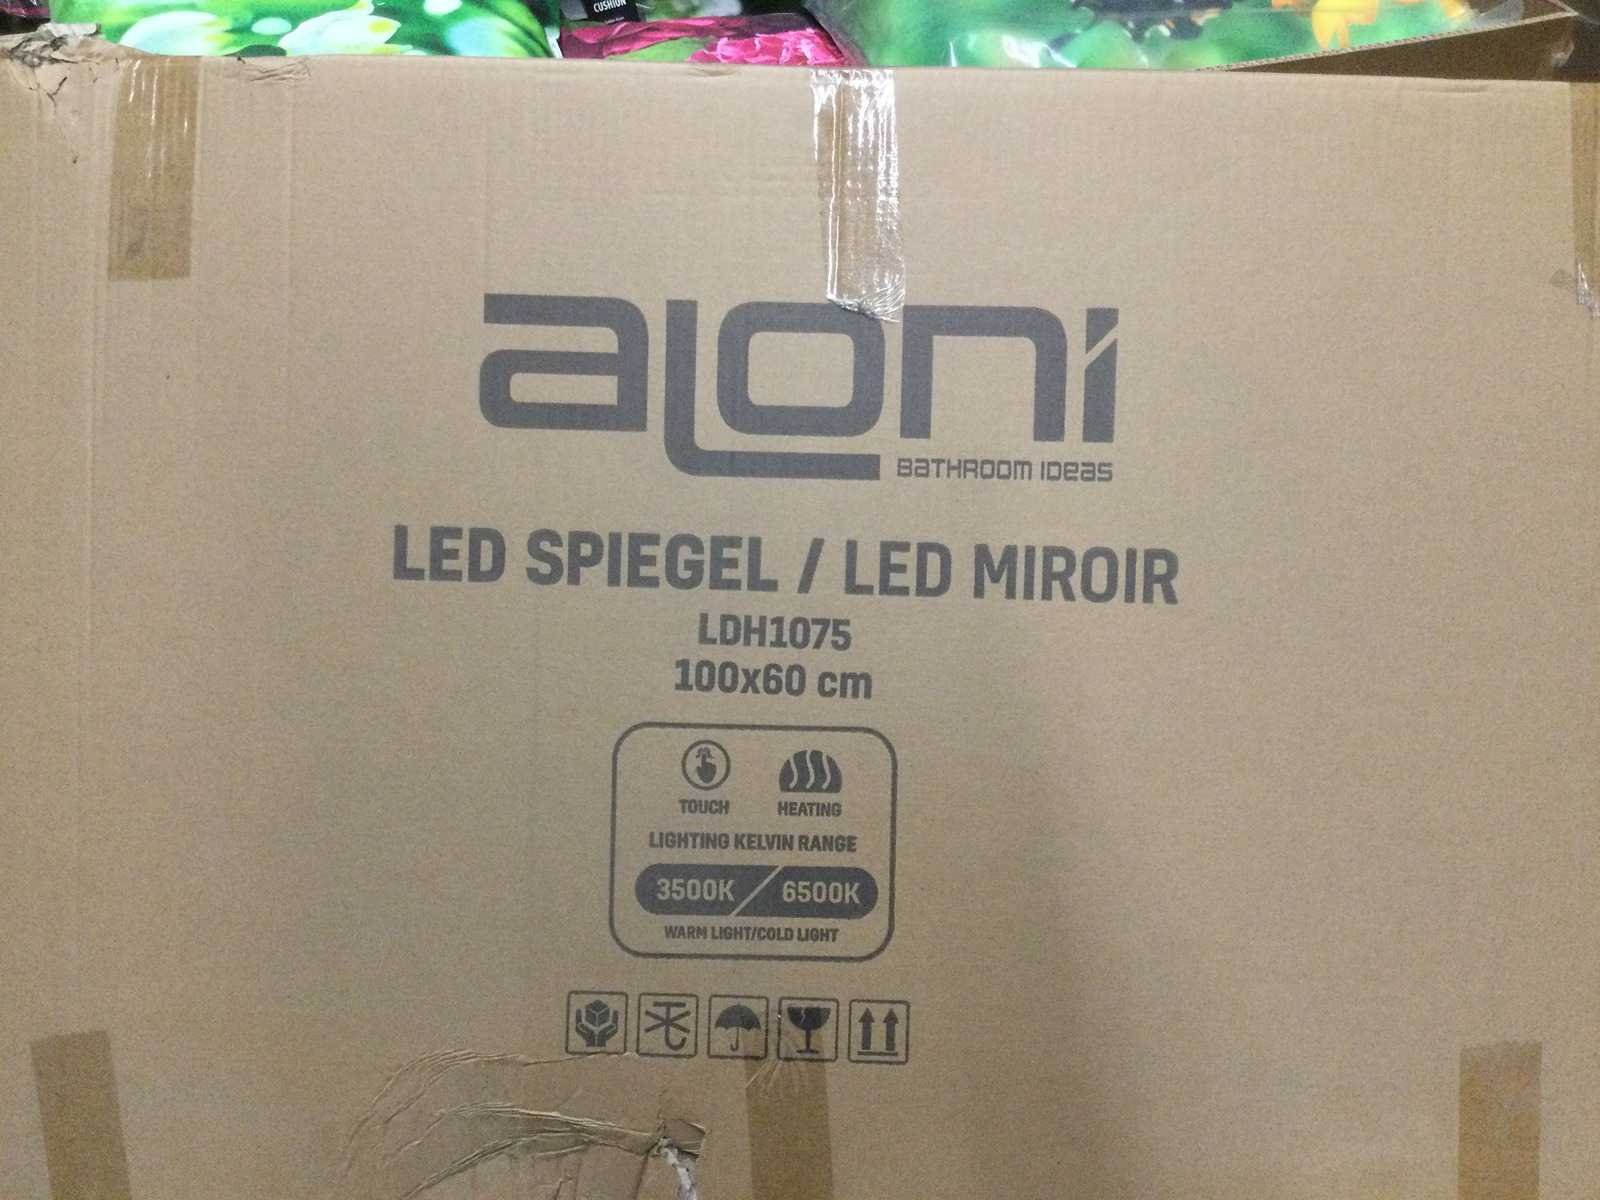 CUSHION
aloni
BATHROOM IDEAS
LED SPIEGEL / LED MIROIR
LDH1075
100x60 cm
TOUCH HEATING
LIGHTING KELVIN RANGE
3500K / 6500K
WARM LIGHT/COLD LIGHT